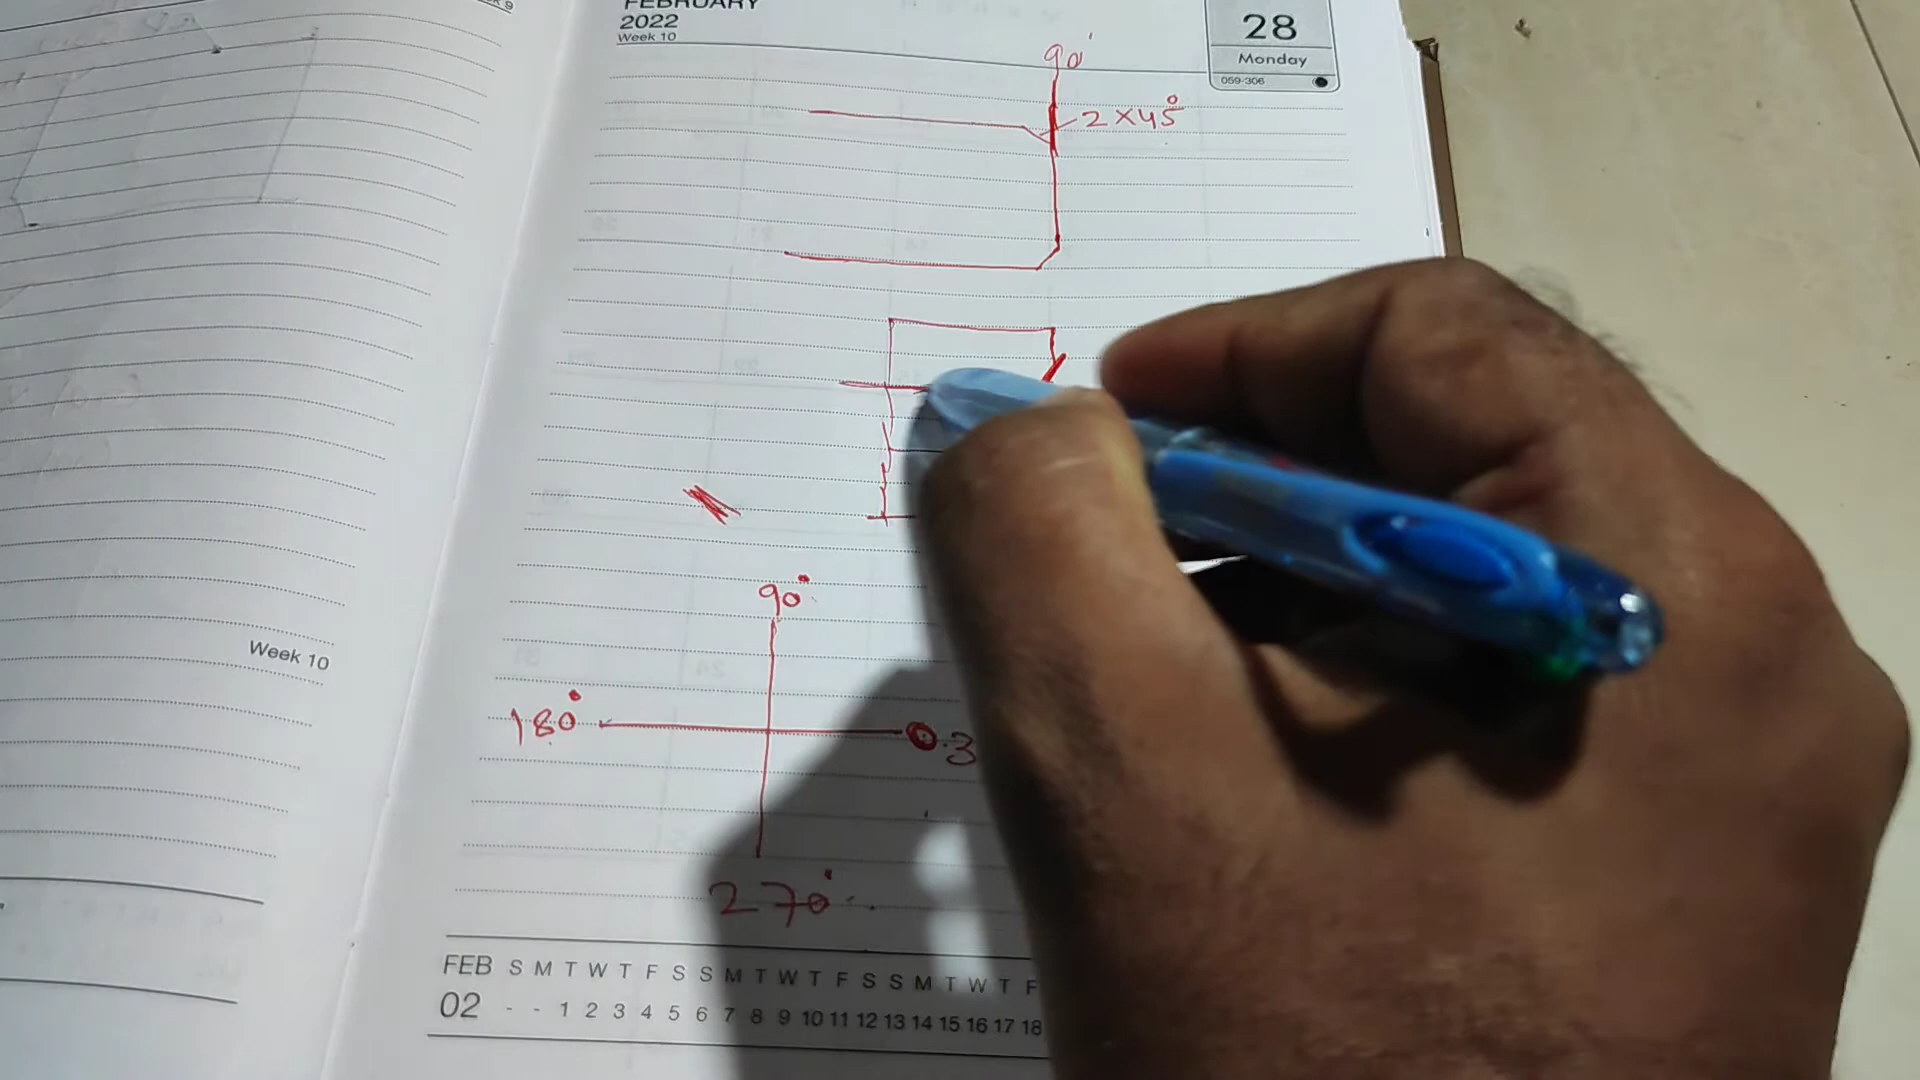 FEBRUARY
2022
Week 10
28
Monday
059-306
90°
2 X 45°
Week 10
90°
180°
0.3
270°
FEB S M T W T F S S M T W T F S S M T W T F
02 - - 1 2 3 4 5 6 7 8 9 10 11 12 13 14 15 16 17 18